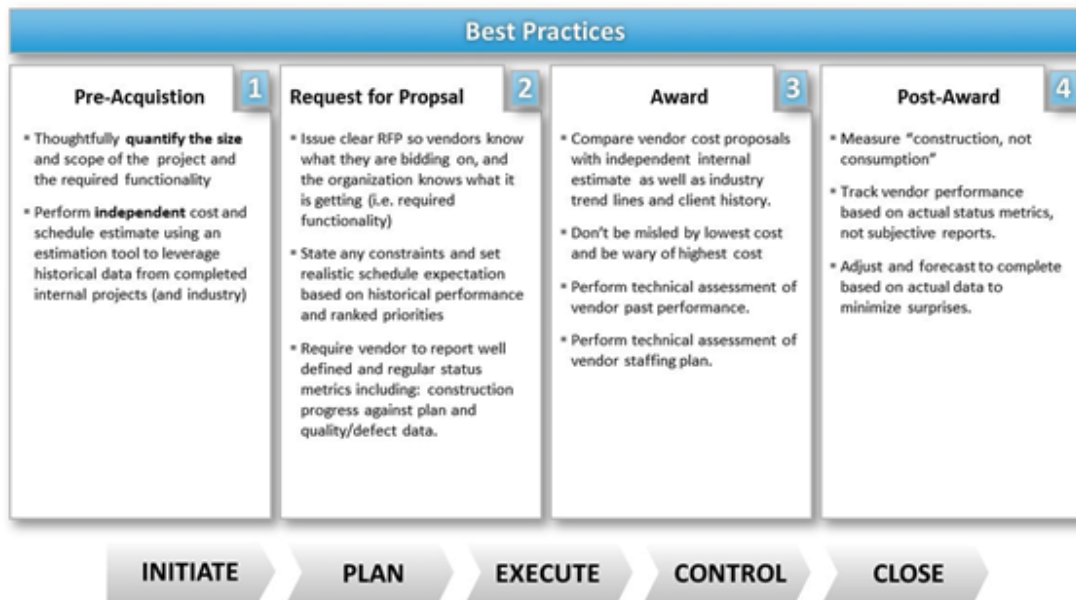 Best Practices
Pre-Acquistion
1
▪ Thoughtfully quantify the size
and scope of the project and
the required functionality
▪ Perform independent cost and
schedule estimate using an
estimation tool to leverage
historical data from completed
internal projects (and industry)
Request for Propsal
2
▪ Issue clear RFP so vendors know
what they are bidding on, and
the organization knows what it
is getting (i.e. required
functionality)
▪ State any constraints and set
realistic schedule expectation
based on historical performance
and ranked priorities
▪ Require vendor to report well
defined and regular status
metrics including: construction
progress against plan and
quality/defect data.
Award
3
▪ Compare vendor cost proposals
with independent internal
estimate as well as industry
trend lines and client history.
▪ Don't be misled by lowest cost
and be wary of highest cost
▪ Perform technical assessment of
vendor past performance.
▪ Perform technical assessment of
vendor staffing plan.
Post-Award
4
▪ Measure "construction, not
consumption"
▪ Track vendor performance
based on actual status metrics,
not subjective reports.
▪ Adjust and forecast to complete
based on actual data to
minimize surprises.
INITIATE
PLAN
EXECUTE
CONTROL
CLOSE